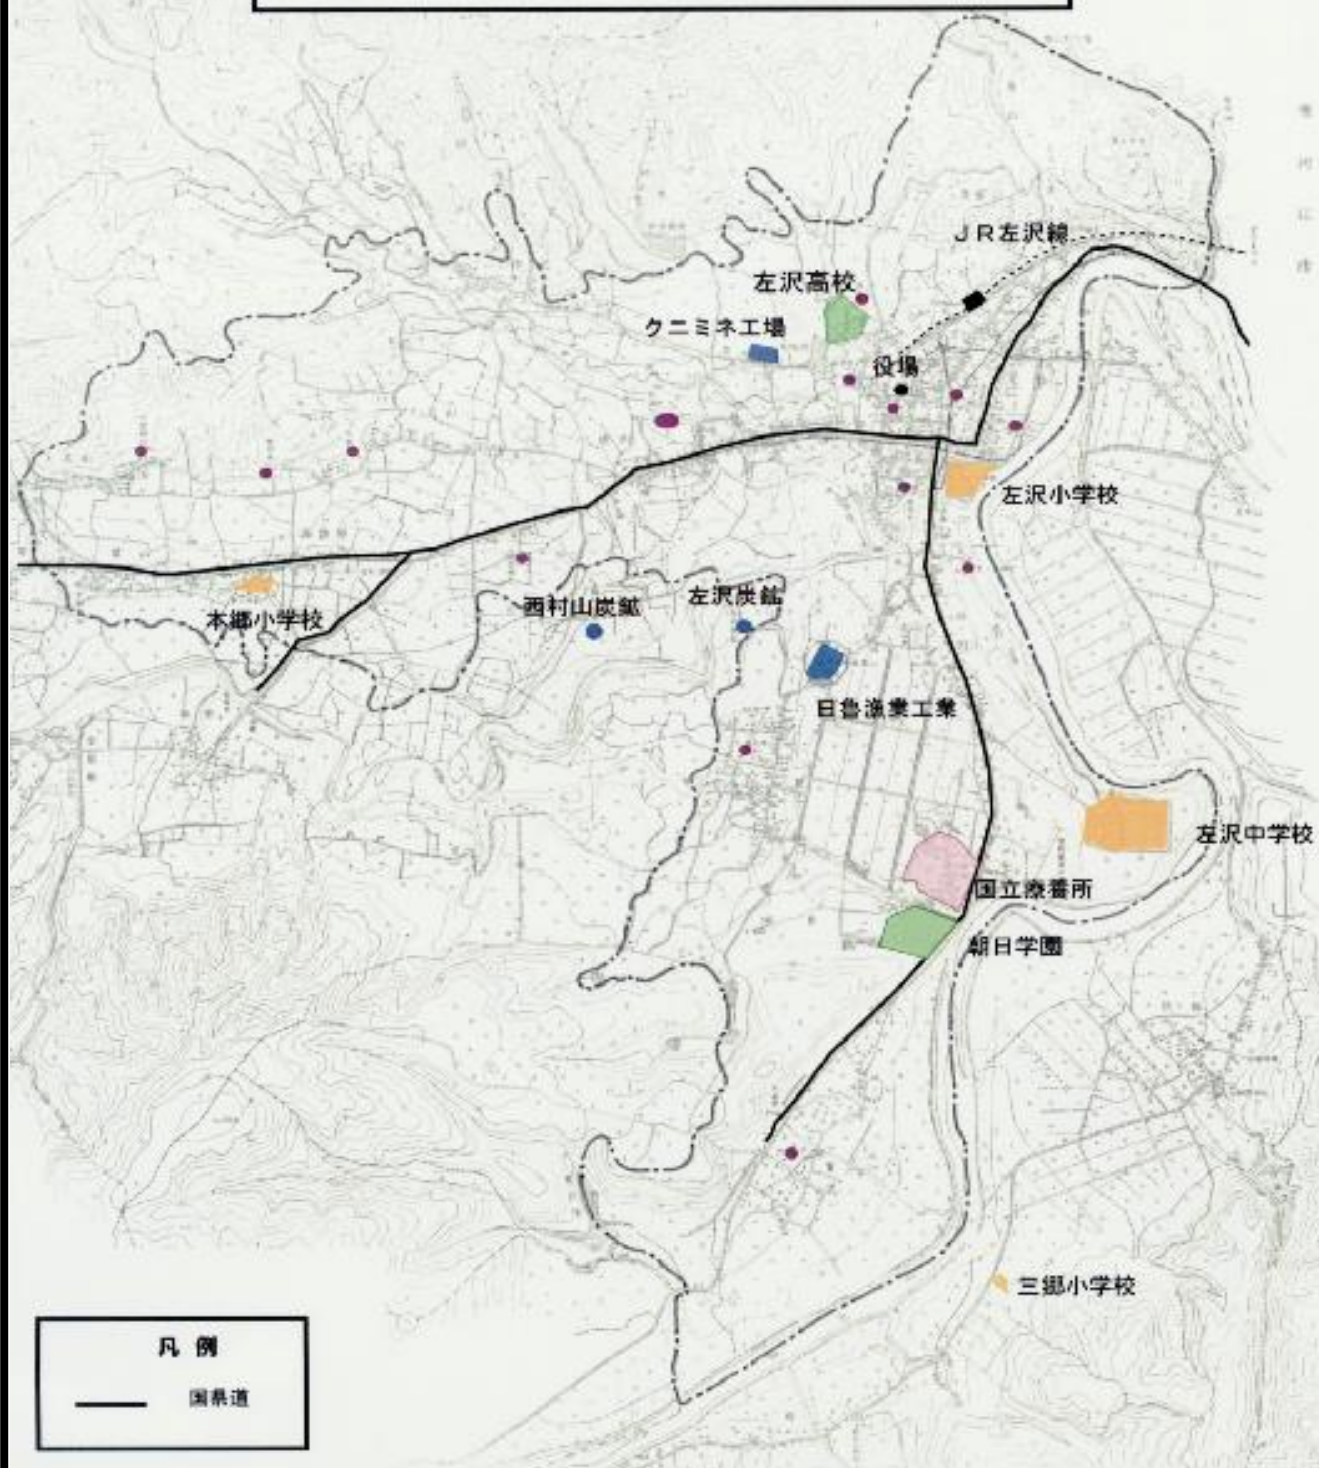 JR左沢線
左沢高校
クニミネ工場
役場
左沢小学校
本郷小学校
西村山炭鉱
左沢炭鉱
日魯漁業工業
左沢中学校
国立療養所
朝日学園
三郷小学校
凡例
国県道